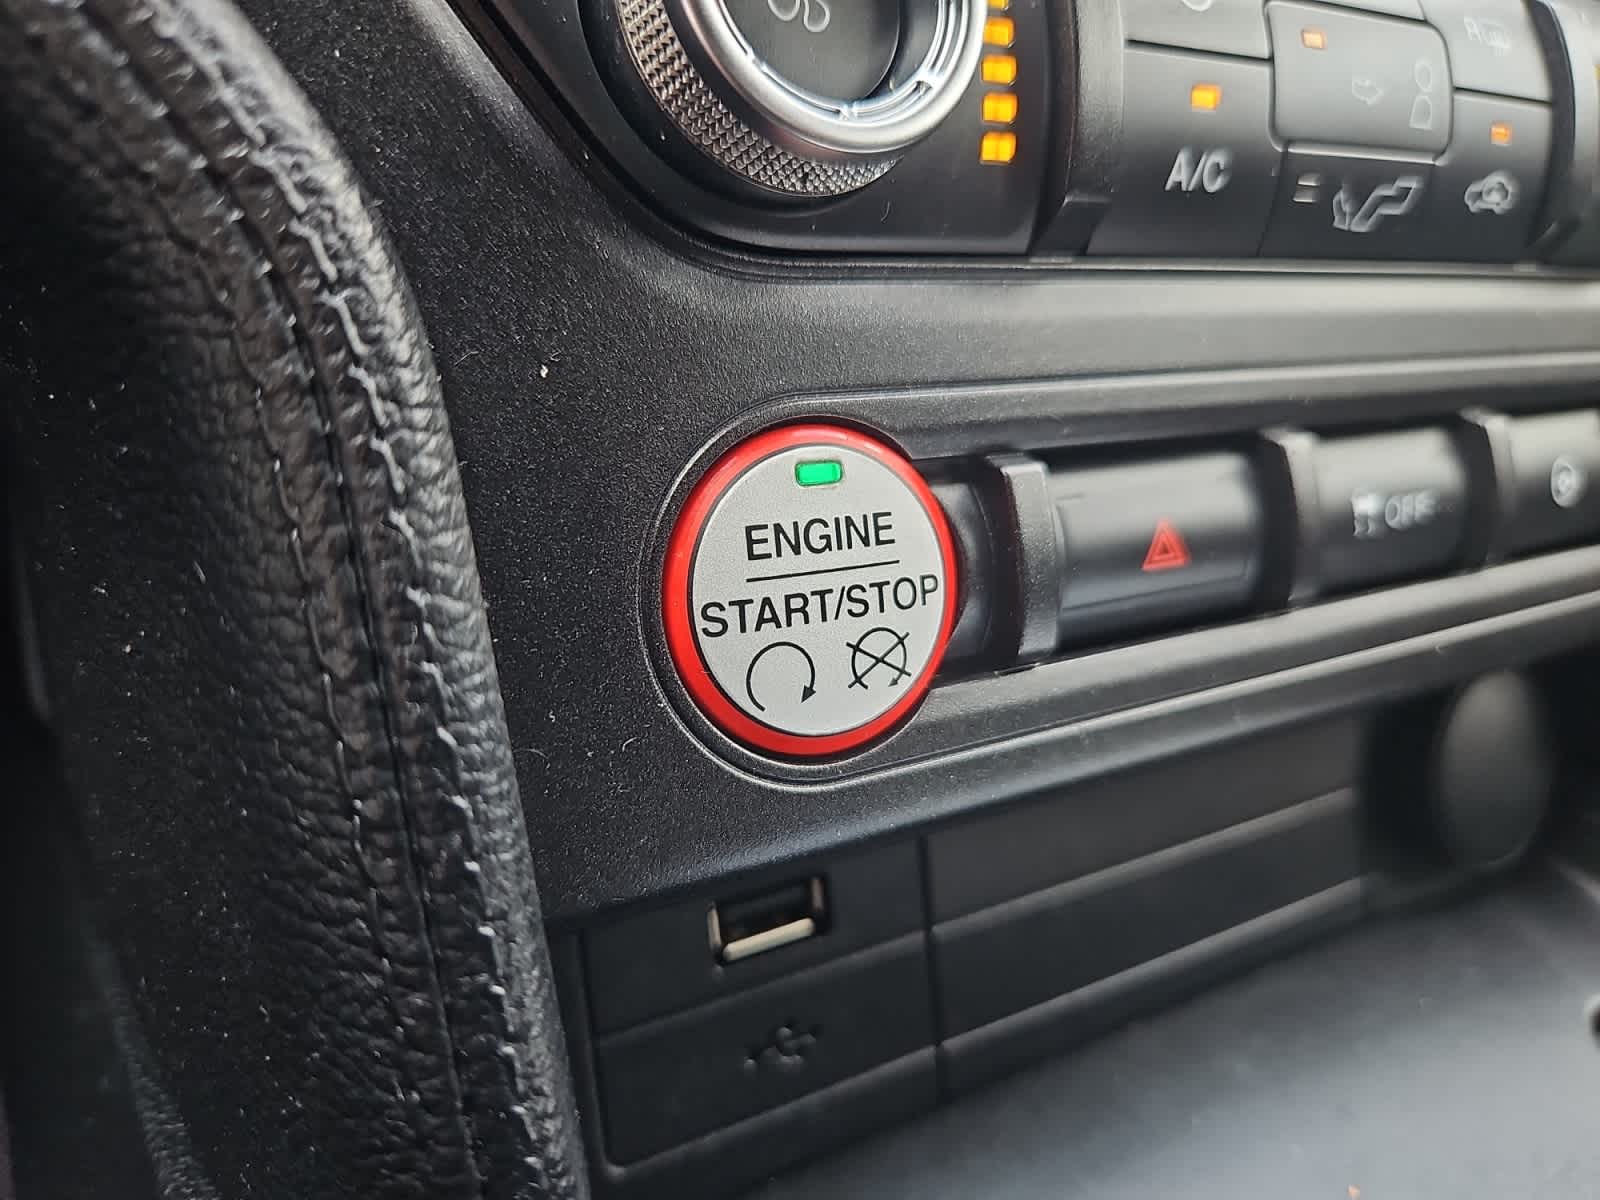 A/C
ENGINE
START/STOP
OFF